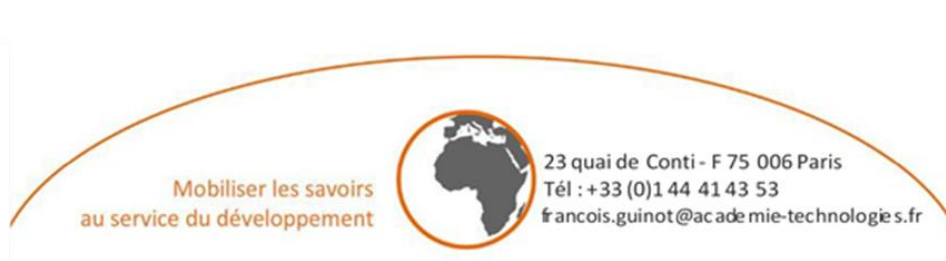 Mobiliser les savoirs
au service du développement
23 quai de Conti - F 75 006 Paris
Tél : +33 (0)1 44 41 43 53
francois.guinot@academie-technologies.fr